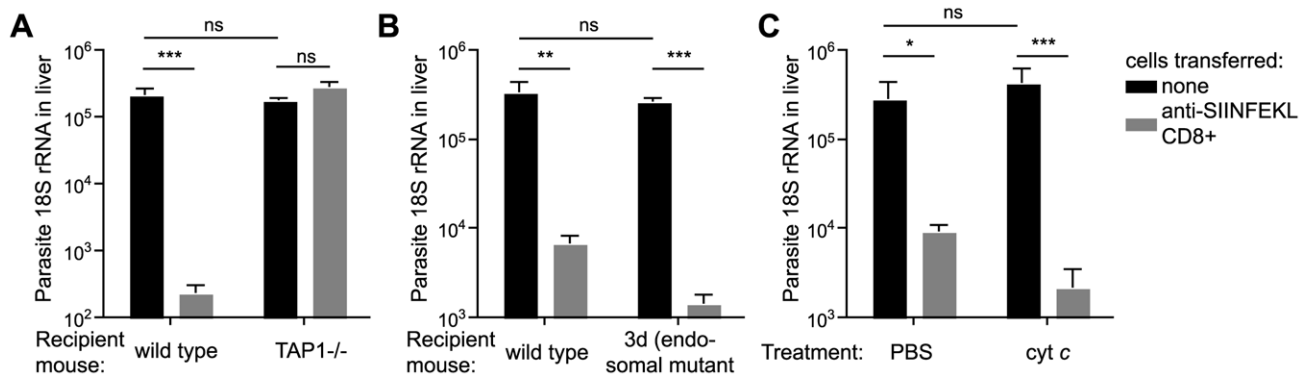 A
ns
***
ns
10^6
10^5
10^4
10^3
10^2
Parasite 18S rRNA in liver
Recipient
mouse:
wild type
TAP1-/-
B
ns
**
***
10^6
10^5
10^4
10^3
Parasite 18S rRNA in liver
Recipient
mouse:
wild type
3d (endo-
somal mutant
C
ns
*
***
10^6
10^5
10^4
10^3
Parasite 18S rRNA in liver
Treatment:
PBS
cyt c
cells transferred:
none
anti-SIINFEKL
CD8+